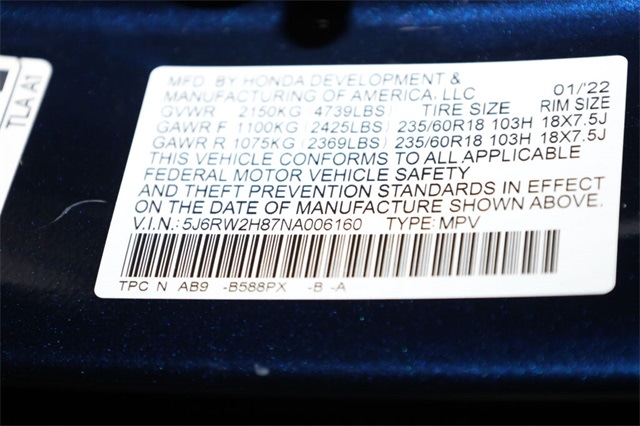 TLA A1
MFD. BY HONDA DEVELOPMENT &
MANUFACTURING OF AMERICA, LLC 01/'22
GVWR 2150KG 4739LBS TIRE SIZE RIM SIZE
GAWR F 1100KG (2425LBS) 235/60R18 103H 18X7.5J
GAWR R 1075KG (2369LBS) 235/60R18 103H 18X7.5J
THIS VEHICLE CONFORMS TO ALL APPLICABLE
FEDERAL MOTOR VEHICLE SAFETY
AND THEFT PREVENTION STANDARDS IN EFFECT
ON THE DATE OF MANUFACTURE SHOWN ABOVE.
V.I.N.: 5J6RW2H87NA006160 TYPE: MPV
TPC N AB9 -B588PX -B -A